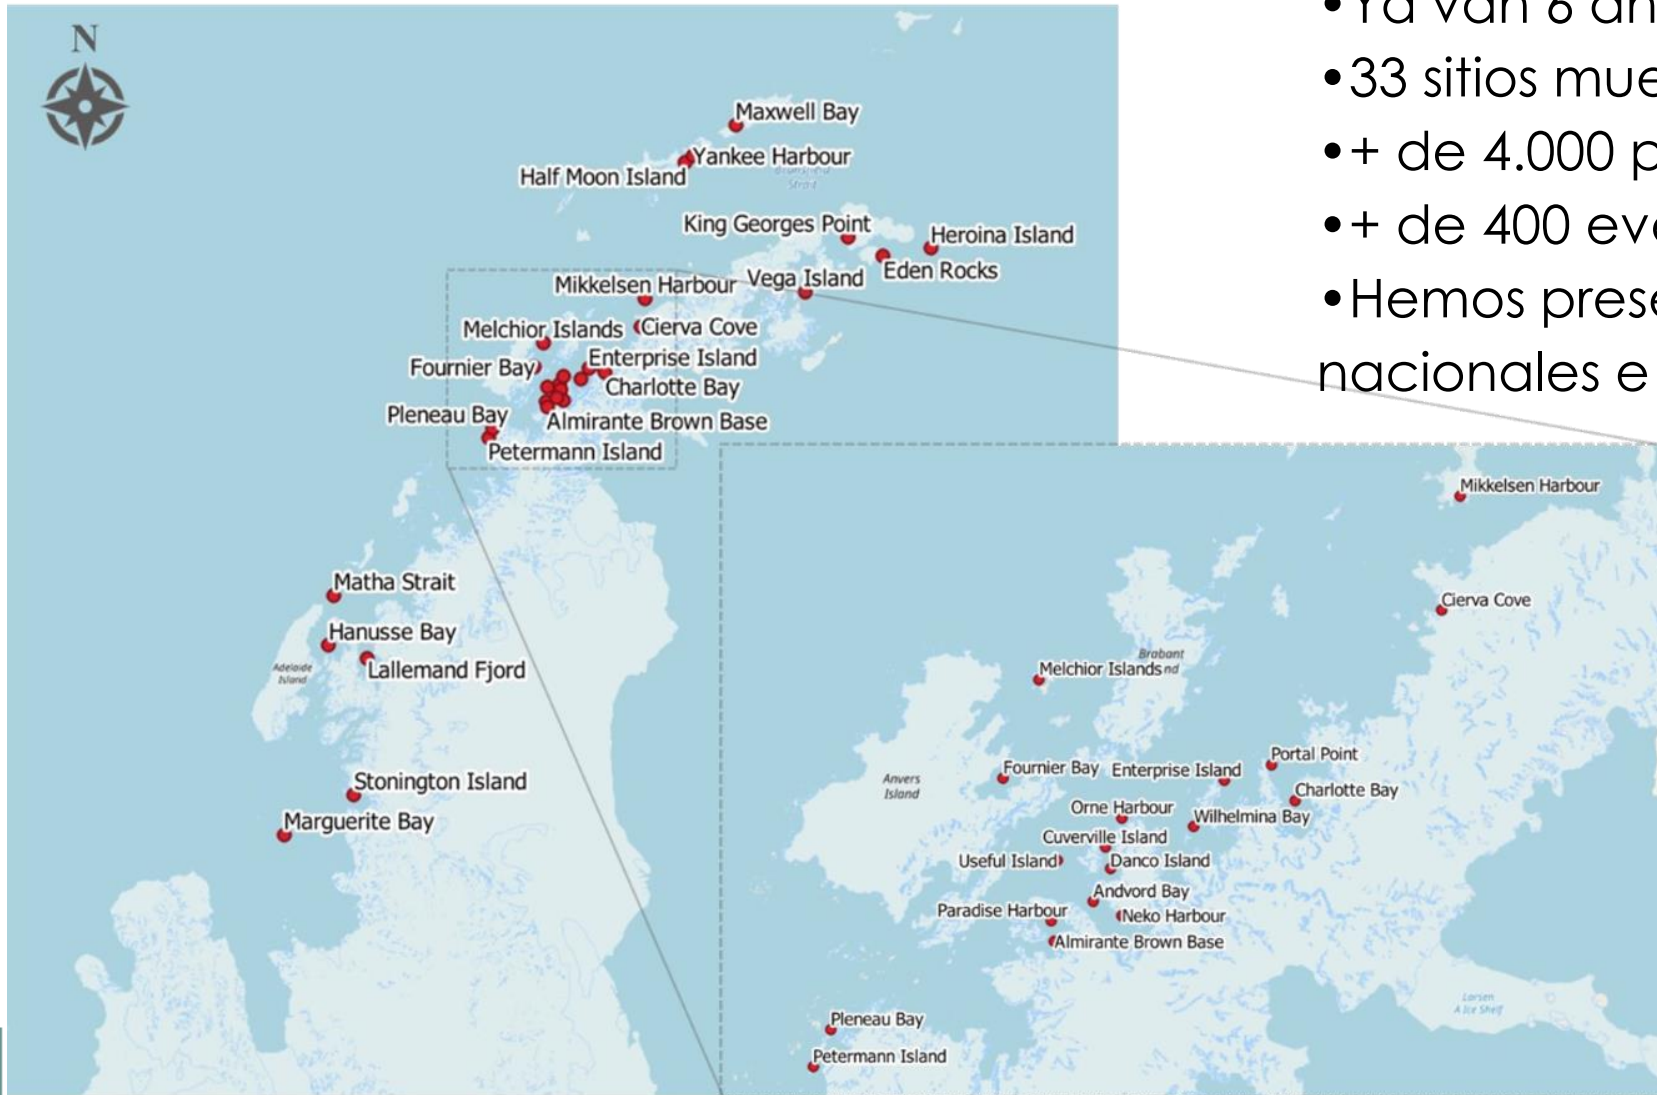 N
Maxwell Bay
Yankee Harbour
Half Moon Island
Strait
King Georges Point
Heroina Island
Eden Rocks
Mikkelsen Harbour
Vega Island
Melchior Islands
Cierva Cove
Enterprise Island
Fournier Bay
Charlotte Bay
Pleneau Bay
Almirante Brown Base
Petermann Island
Matha Strait
Hanusse Bay
Adelaide
Island
Lallemand Fjord
Stonington Island
Marguerite Bay
•33 sitios
•+ de 4.000
•+ de 400
•Hemos
nacionales e
Mikkelsen Harbour
Cierva Cove
Brabant
Melchior Islands
Portal Point
Fournier Bay
Enterprise Island
Anvers
Island
Charlotte Bay
Orne Harbour
Wilhelmina Bay
Cuverville Island
Useful Island
Danco Island
Andvord Bay
Paradise Harbour
Neko Harbour
Almirante Brown Base
Larsen
A Ice Shelf
Pleneau Bay
Petermann Island